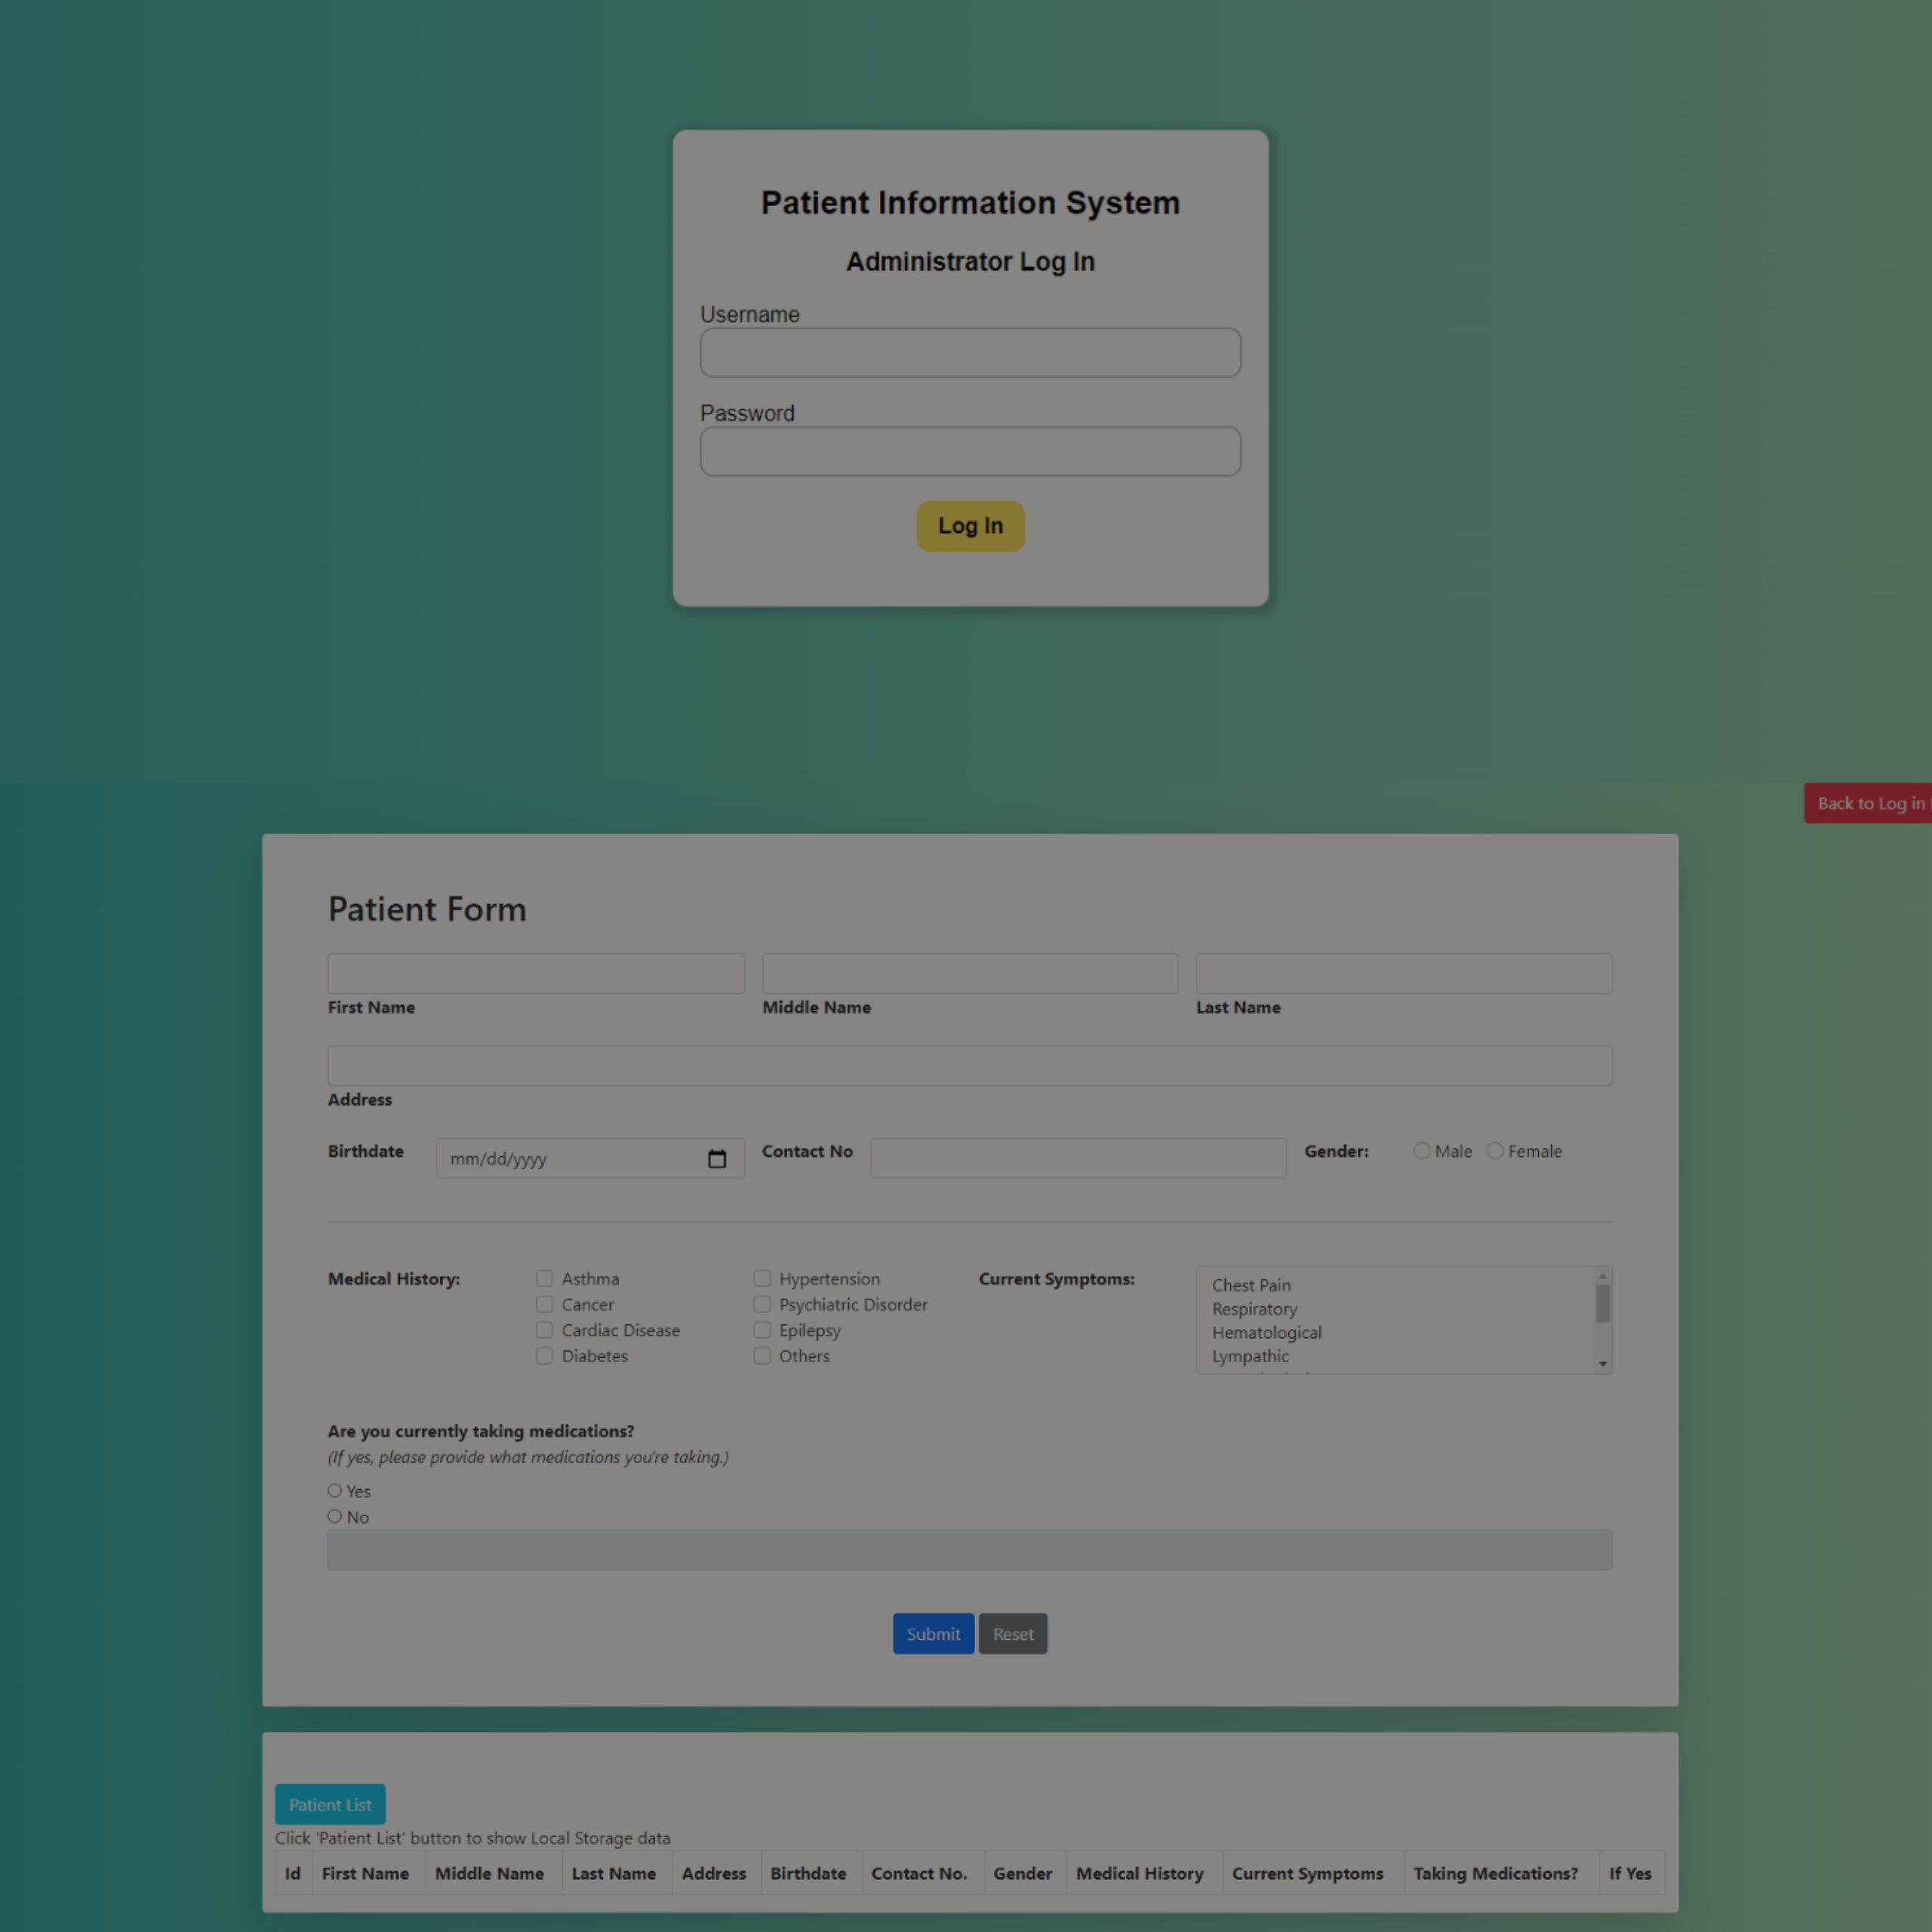 Patient Information System
Administrator Log In
Username
Password
Log In
Back to Log in
Patient Form
First Name Middle Name Last Name
Address
Birthdate mm/dd/yyyy Contact No Gender: Male Female
Medical History: Asthma Hypertension Current Symptoms: Chest Pain
Cancer Psychiatric Disorder Respiratory
Cardiac Disease Epilepsy Hematological
Diabetes Others Lympathic
Are you currently taking medications?
(If yes, please provide what medications you're taking.)
Yes
No
Submit Reset
Patient List
Click 'Patient List' button to show Local Storage data
Id First Name Middle Name Last Name Address Birthdate Contact No. Gender Medical History Current Symptoms Taking Medications? If Yes